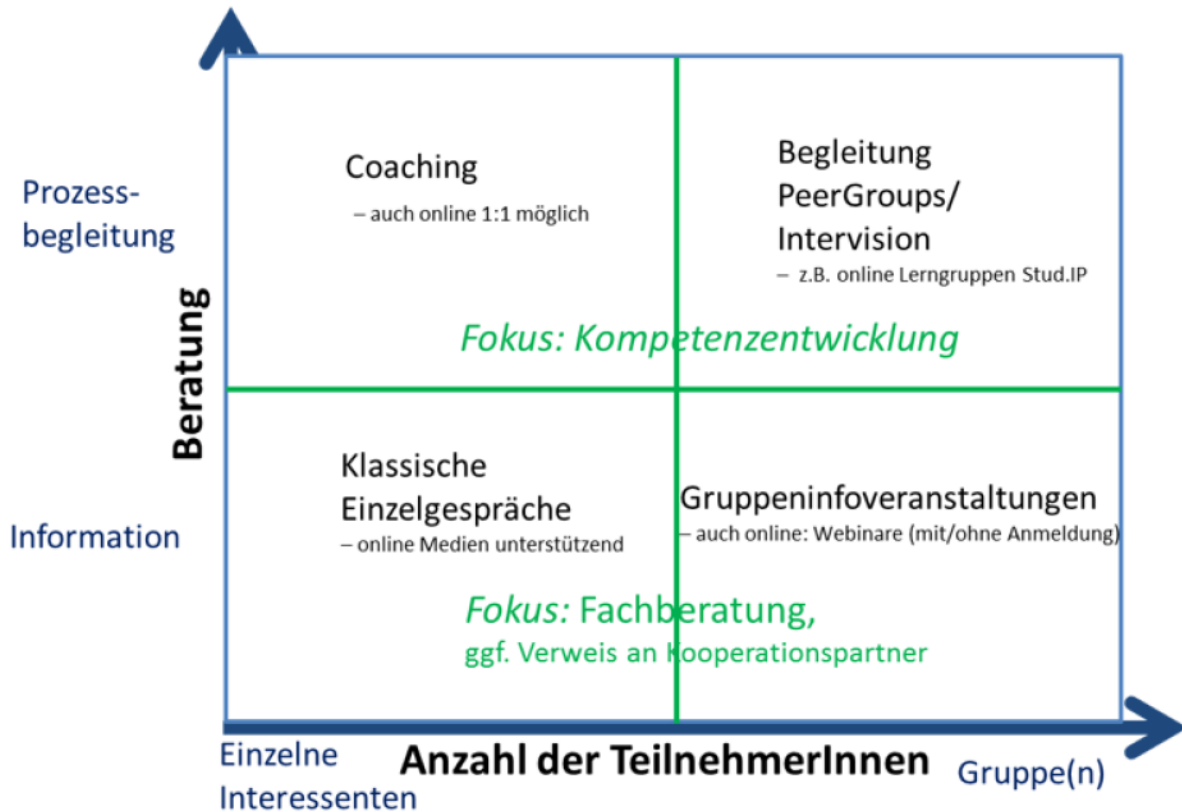 Prozess-
begleitung
Beratung
Information
Coaching
– auch online 1:1 möglich
Begleitung
PeerGroups/
Intervision
– z.B. online Lerngruppen Stud.IP
Fokus: Kompetenzentwicklung
Klassische
Einzelgespräche
– online Medien unterstützend
Gruppeninfoveranstaltungen
– auch online: Webinare (mit/ohne Anmeldung)
Fokus: Fachberatung,
ggf. Verweis an Kooperationspartner
Einzelne
Interessenten
Anzahl der TeilnehmerInnen
Gruppe(n)